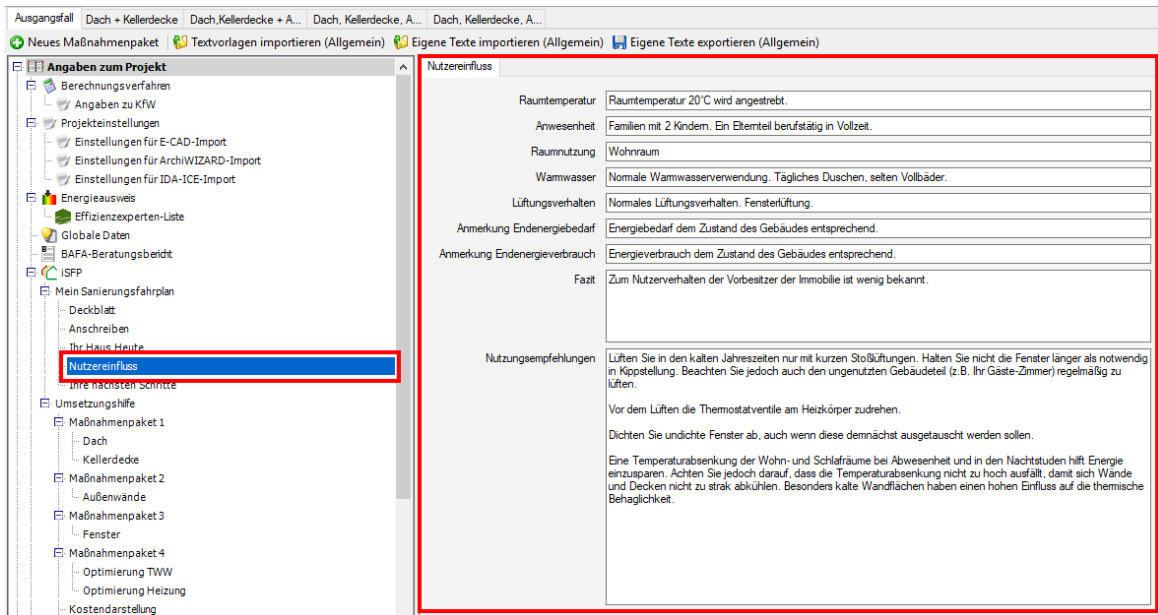 Ausgangsfall Dach + Kellerdecke Dach,Kellerdecke + A... Dach, Kellerdecke, A... Dach, Kellerdecke, A...
Neues Maßnahmenpaket Textvorlagen importieren (Allgemein) Eigene Texte importieren (Allgemein) Eigene Texte exportieren (Allgemein)
Angaben zum Projekt
Berechnungsverfahren
Angaben zu KfW
Projekteinstellungen
Einstellungen für E-CAD-Import
Einstellungen für ArchiWIZARD-Import
Einstellungen für IDA-ICE-Import
Energieausweis
Effizienzexperten-Liste
Globale Daten
BAFA-Beratungsbericht
iSFP
Mein Sanierungsfahrplan
Deckblatt
Anschreiben
Ihr Haus Heute
Nutzereinfluss
Ihre nächsten Schritte
Umsetzungshilfe
Maßnahmenpaket 1
Dach
Kellerdecke
Maßnahmenpaket 2
Außenwände
Maßnahmenpaket 3
Fenster
Maßnahmenpaket 4
Optimierung TWW
Optimierung Heizung
Kostendarstellung
Nutzereinfluss
Raumtemperatur Raumtemperatur 20°C wird angestrebt.
Anwesenheit Familien mit 2 Kindern. Ein Elternteil berufstätig in Vollzeit.
Raumnutzung Wohnraum
Warmwasser Normale Warmwasserverwendung. Tägliches Duschen, selten Vollbäder.
Lüftungsverhalten Normales Lüftungsverhalten. Fensterlüftung.
Anmerkung Endenergiebedarf Energiebedarf dem Zustand des Gebäudes entsprechend.
Anmerkung Endenergieverbrauch Energieverbrauch dem Zustand des Gebäudes entsprechend.
Fazit Zum Nutzerverhalten der Vorbesitzer der Immobilie ist wenig bekannt.
Nutzungsempfehlungen Lüften Sie in den kalten Jahreszeiten nur mit kurzen Stoßlüftungen. Halten Sie nicht die Fenster länger als notwendig
in Kippstellung. Beachten Sie jedoch auch den ungenutzten Gebäudeteil (z.B. Ihr Gäste-Zimmer) regelmäßig zu
lüften.
Vor dem Lüften die Thermostatventile am Heizkörper zudrehen.
Dichten Sie undichte Fenster ab, auch wenn diese demnächst ausgetauscht werden sollen.
Eine Temperaturabsenkung der Wohn- und Schlafräume bei Abwesenheit und in den Nachtstuden hilft Energie
einzusparen. Achten Sie jedoch darauf, dass die Temperaturabsenkung nicht zu hoch ausfällt, damit sich Wände
und Decken nicht zu strak abkühlen. Besonders kalte Wandflächen haben einen hohen Einfluss auf die thermische
Behaglichkeit.